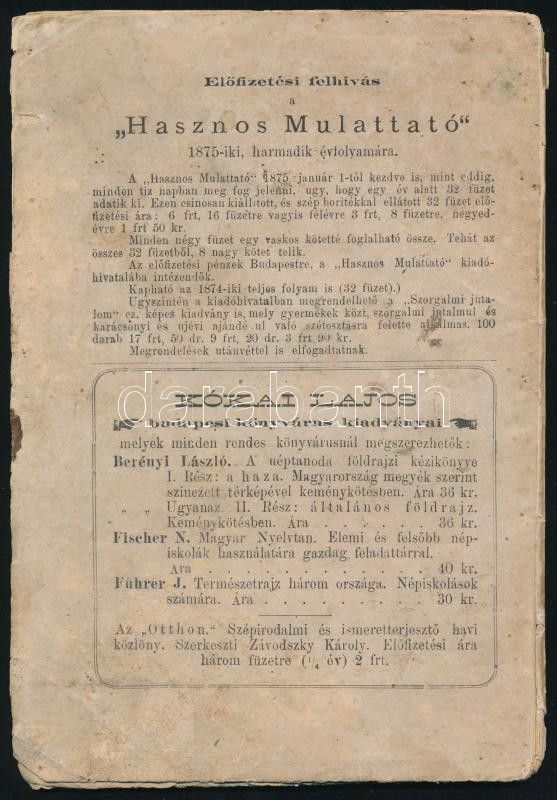 Előfizetési felhivás
a
„Hasznos Mulattató“
1875-iki, harmadik évfolyamára.
A „Hasznos Mulattató“ 1875 január 1-től kezdve is, mint eddig,
minden tiz napban meg fog jelenni, ugy, hogy egy év alatt 32 füzet
adatik ki. Ezen csinosan kiállított, és szép boritékkal ellátott 32 füzet elő-
fizetési ára: 6 frt, 16 füzetre vagyis félévre 3 frt, 8 füzetre, negyed-
évre 1 frt 50 kr.
Minden négy füzet egy vaskos kötetté foglalható össze. Tehát az
összes 32 füzetből, 8 nagy kötet telik.
Az előfizetési pénzek Budapestre, a „Hasznos Mulattató“ kiadó-
hivatalába intézendők.
Kapható az 1874-iki teljes folyam is (32 füzet).)
Ugyszintén a kiadóhivatalban megrendelhető a „Szorgalmi juta-
lom“ cz. képes kiadvány is, mely gyermekek közt, szorgalmi jutalmul és
karácsonyi és ujévi ajándé ul való szétosztásra felette alkalmas. 100
darab 17 frt, 50 dr. 9 frt, 20 dr. 3 frt 90 kr.
Megrendelések utánvéttel is elfogadtatnak.
KÓKAI LAJOS
budapesi könyvárus kiadványai
melyek minden rendes könyvárusnál megszerezhetők:
Berényi László. A néptanoda földrajzi kézikönyve
I. Rész: a haza. Magyarország megyék szerint
szinezett térképével keménykötésben. Ára 36 kr.
„ „ Ugyanaz II. Rész: általános földrajz.
Keménykötésben. Ára . . . . . . 36 kr.
Fischer N. Magyar Nyelvtan. Elemi és felsőbb nép-
iskolák használatára gazdag feladattárral.
Ára . . . . . . . . . . . . . 40 kr.
Führer J. Természetrajz három országa. Népiskolások
számára. Ára . . . . . . . . . 30 kr.
Az „Otthon.“ Szépirodalmi és ismeretterjesztő havi
közlöny. Szerkeszti Závodszky Károly. Előfizetési ára
három füzetre (¼ év) 2 frt.
darabanth